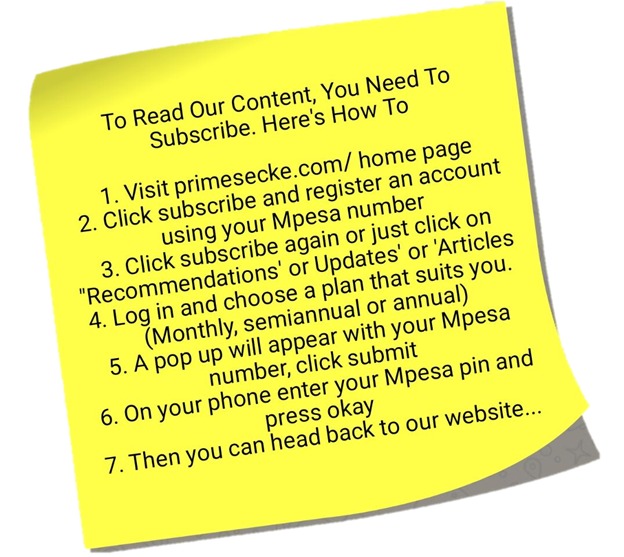 To Read Our Content, You Need To
Subscribe. Here's How To
1. Visit primesecke.com/ home page
2. Click subscribe and register an account
using your Mpesa number
3. Click subscribe again or just click on
"Recommendations' or Updates' or 'Articles
4. Log in and choose a plan that suits you.
(Monthly, semiannual or annual)
5. A pop up will appear with your Mpesa
number, click submit
6. On your phone enter your Mpesa pin and
press okay
7. Then you can head back to our website...